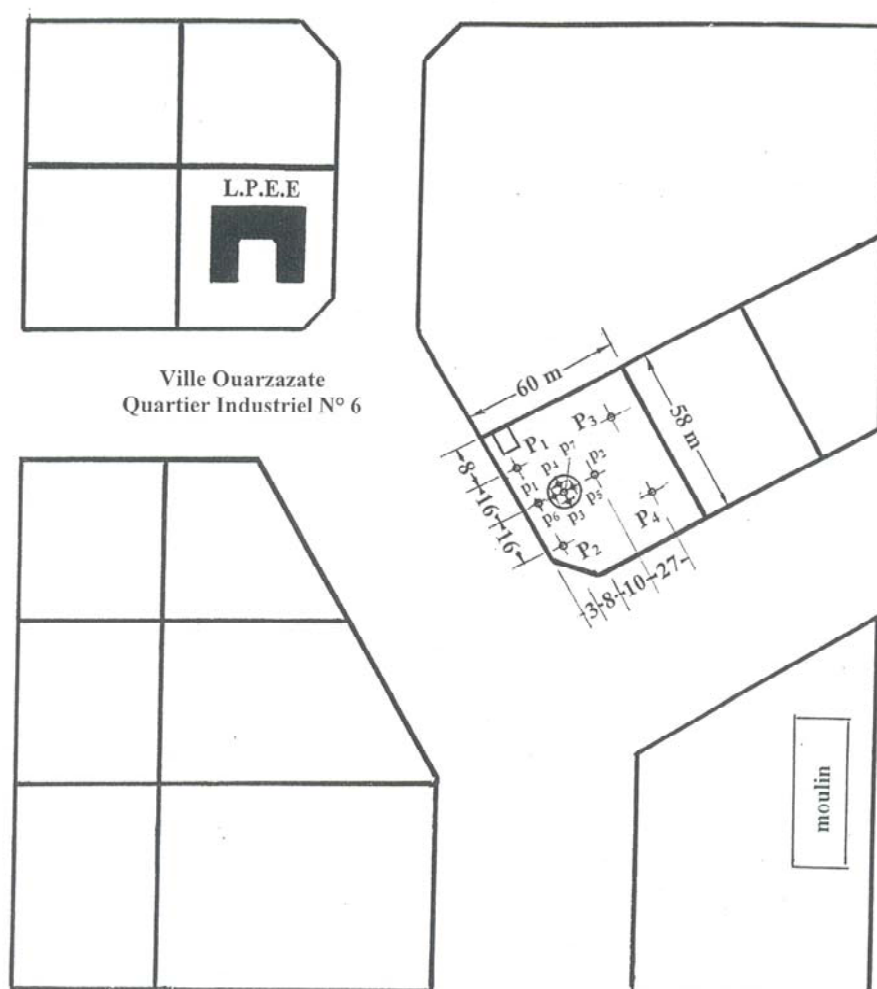 L.P.E.E
Ville Ouarzazate
Quartier Industriel N° 6
60 m
58 m
P₃
P₁
p₇
p₄
p₂
p₁
p₅
p₆
p₃
P₄
P₂
8
16
16
3
8
10
27
moulin